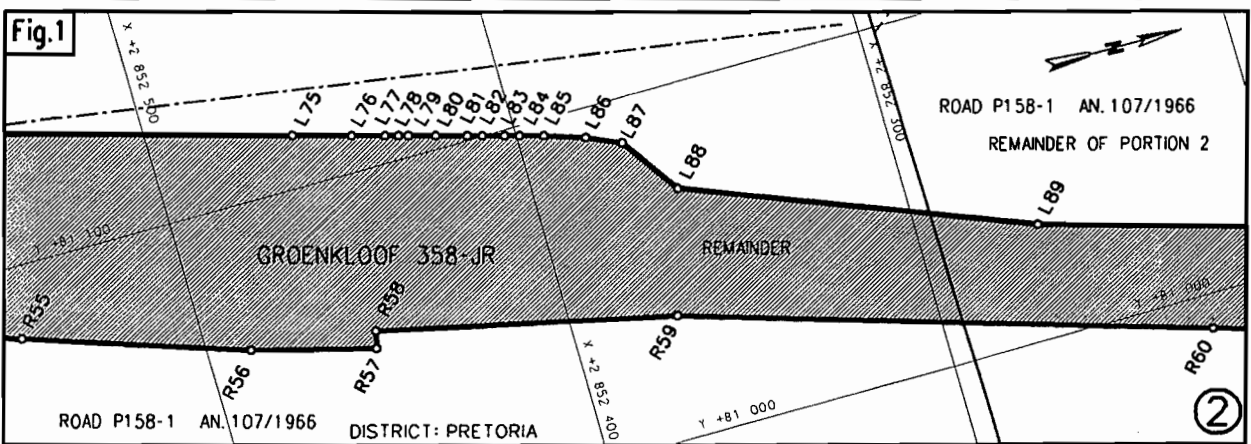 Fig.1
X +2 852 500
L75
L76
L77
L78
L79
L80
L81
L82
L83
L84
L85
L86
L87
L88
L89
N
ROAD P158-1 AN. 107/1966
REMAINDER OF PORTION 2
Y +81 100
GROENKLOOF 358-JR
REMAINDER
Y +81 000
R55
R56
R57
R58
R59
R60
X +2 852 400
Y +81 000
ROAD P158-1 AN. 107/1966
DISTRICT: PRETORIA
2